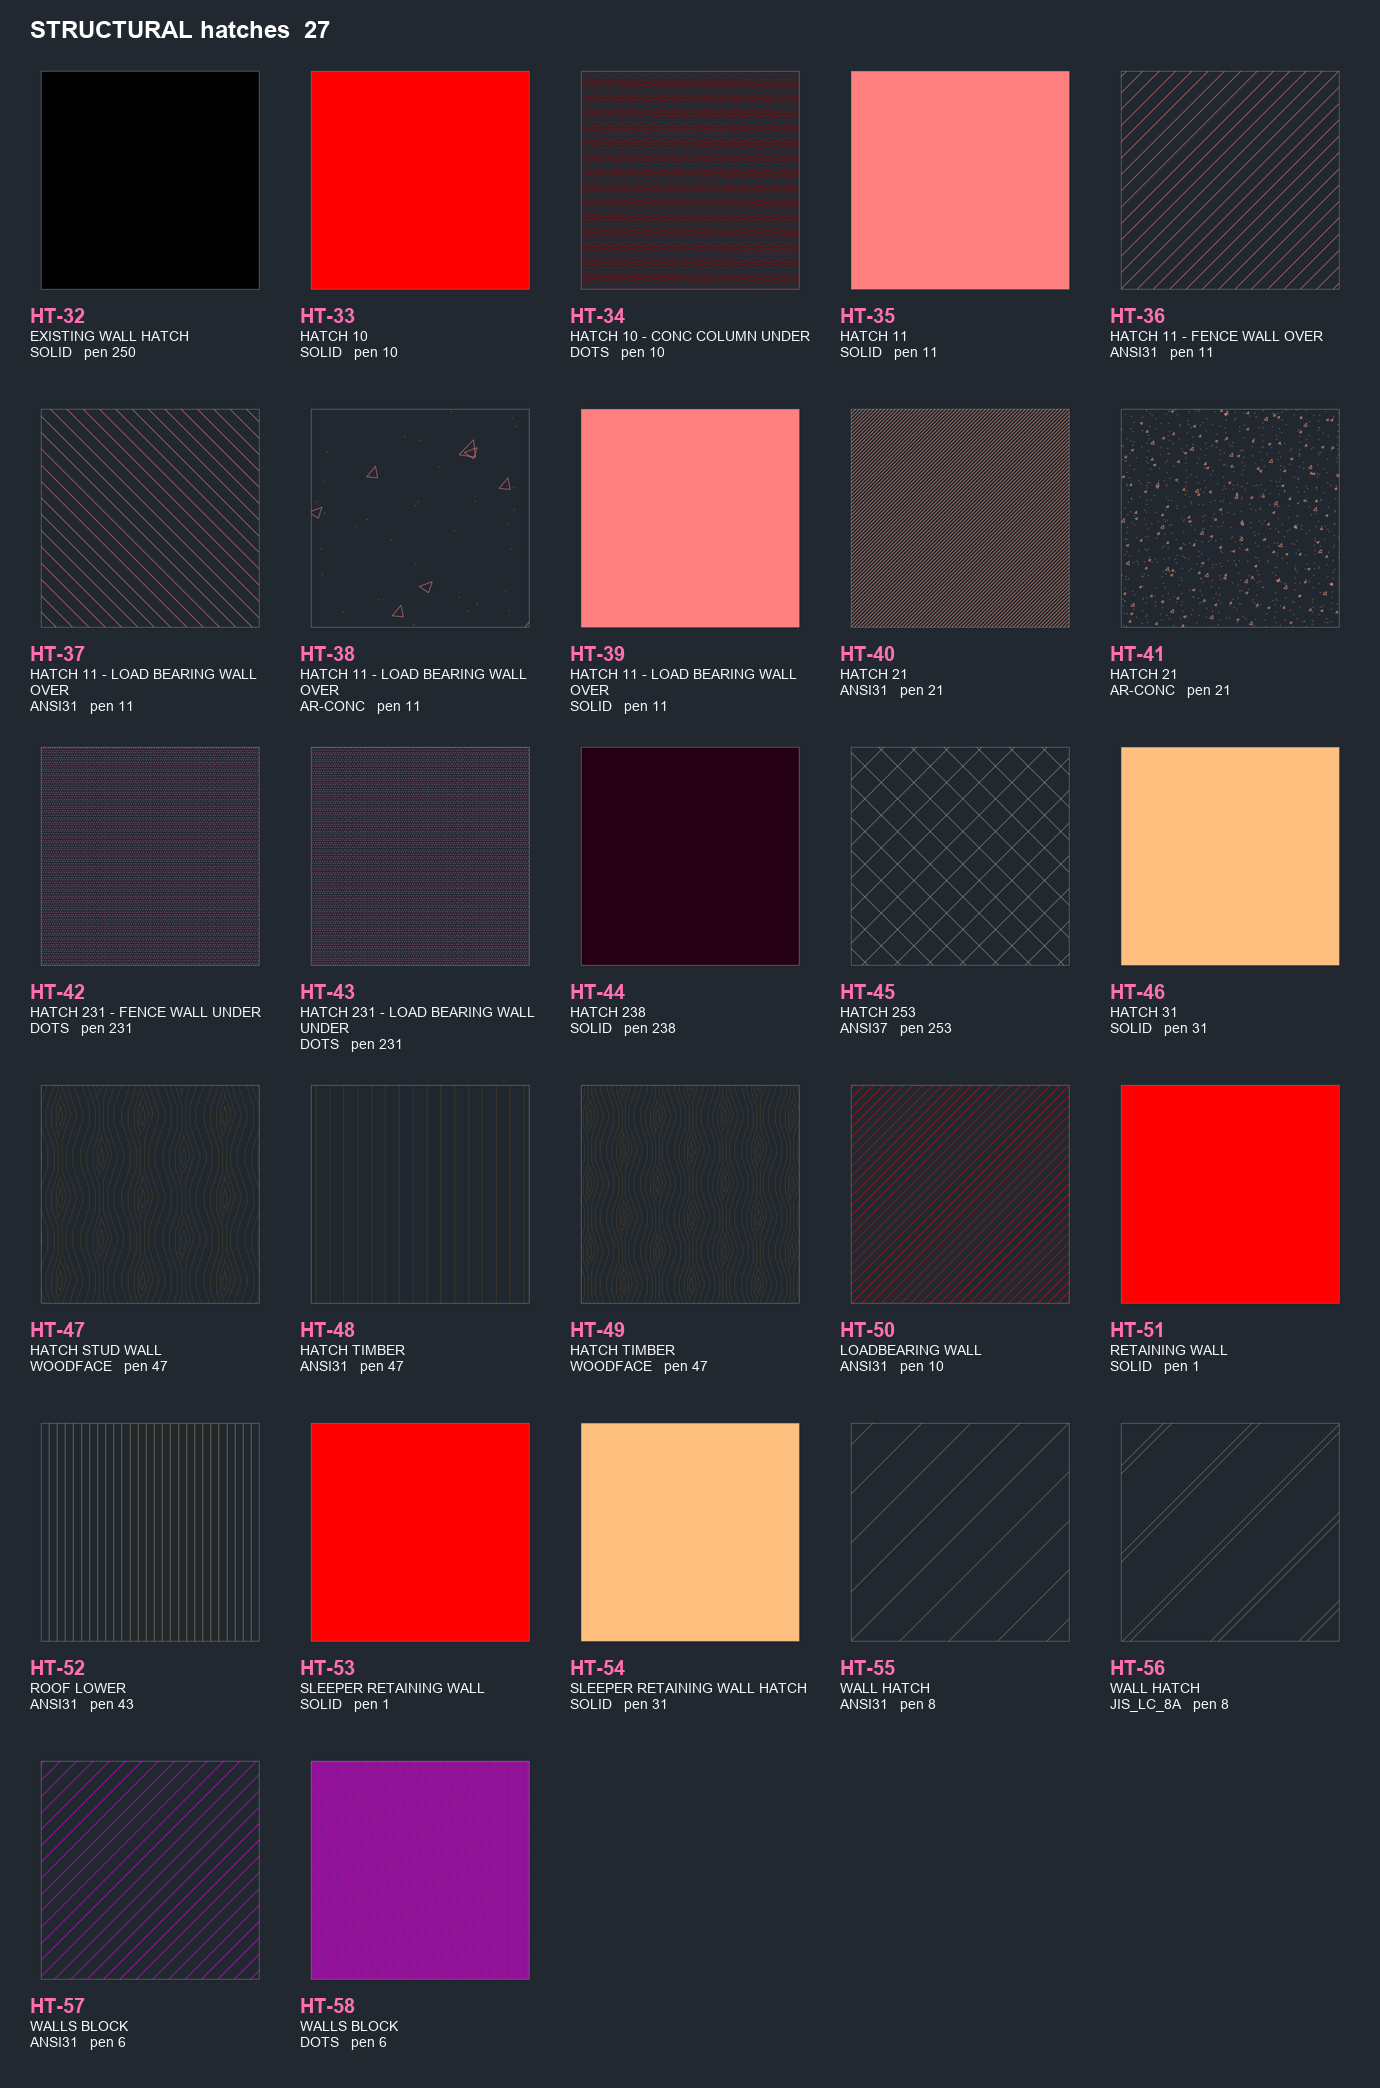 STRUCTURAL hatches 27
HT-32
EXISTING WALL HATCH
SOLID pen 250
HT-33
HATCH 10
SOLID pen 10
HT-34
HATCH 10 - CONC COLUMN UNDER
DOTS pen 10
HT-35
HATCH 11
SOLID pen 11
HT-36
HATCH 11 - FENCE WALL OVER
ANSI31 pen 11
HT-37
HATCH 11 - LOAD BEARING WALL
OVER
ANSI31 pen 11
HT-38
HATCH 11 - LOAD BEARING WALL
OVER
AR-CONC pen 11
HT-39
HATCH 11 - LOAD BEARING WALL
OVER
SOLID pen 11
HT-40
HATCH 21
ANSI31 pen 21
HT-41
HATCH 21
AR-CONC pen 21
HT-42
HATCH 231 - FENCE WALL UNDER
DOTS pen 231
HT-43
HATCH 231 - LOAD BEARING WALL
UNDER
DOTS pen 231
HT-44
HATCH 238
SOLID pen 238
HT-45
HATCH 253
ANSI37 pen 253
HT-46
HATCH 31
SOLID pen 31
HT-47
HATCH STUD WALL
WOODFACE pen 47
HT-48
HATCH TIMBER
ANSI31 pen 47
HT-49
HATCH TIMBER
WOODFACE pen 47
HT-50
LOADBEARING WALL
ANSI31 pen 10
HT-51
RETAINING WALL
SOLID pen 1
HT-52
ROOF LOWER
ANSI31 pen 43
HT-53
SLEEPER RETAINING WALL
SOLID pen 1
HT-54
SLEEPER RETAINING WALL HATCH
SOLID pen 31
HT-55
WALL HATCH
ANSI31 pen 8
HT-56
WALL HATCH
JIS_LC_8A pen 8
HT-57
WALLS BLOCK
ANSI31 pen 6
HT-58
WALLS BLOCK
DOTS pen 6